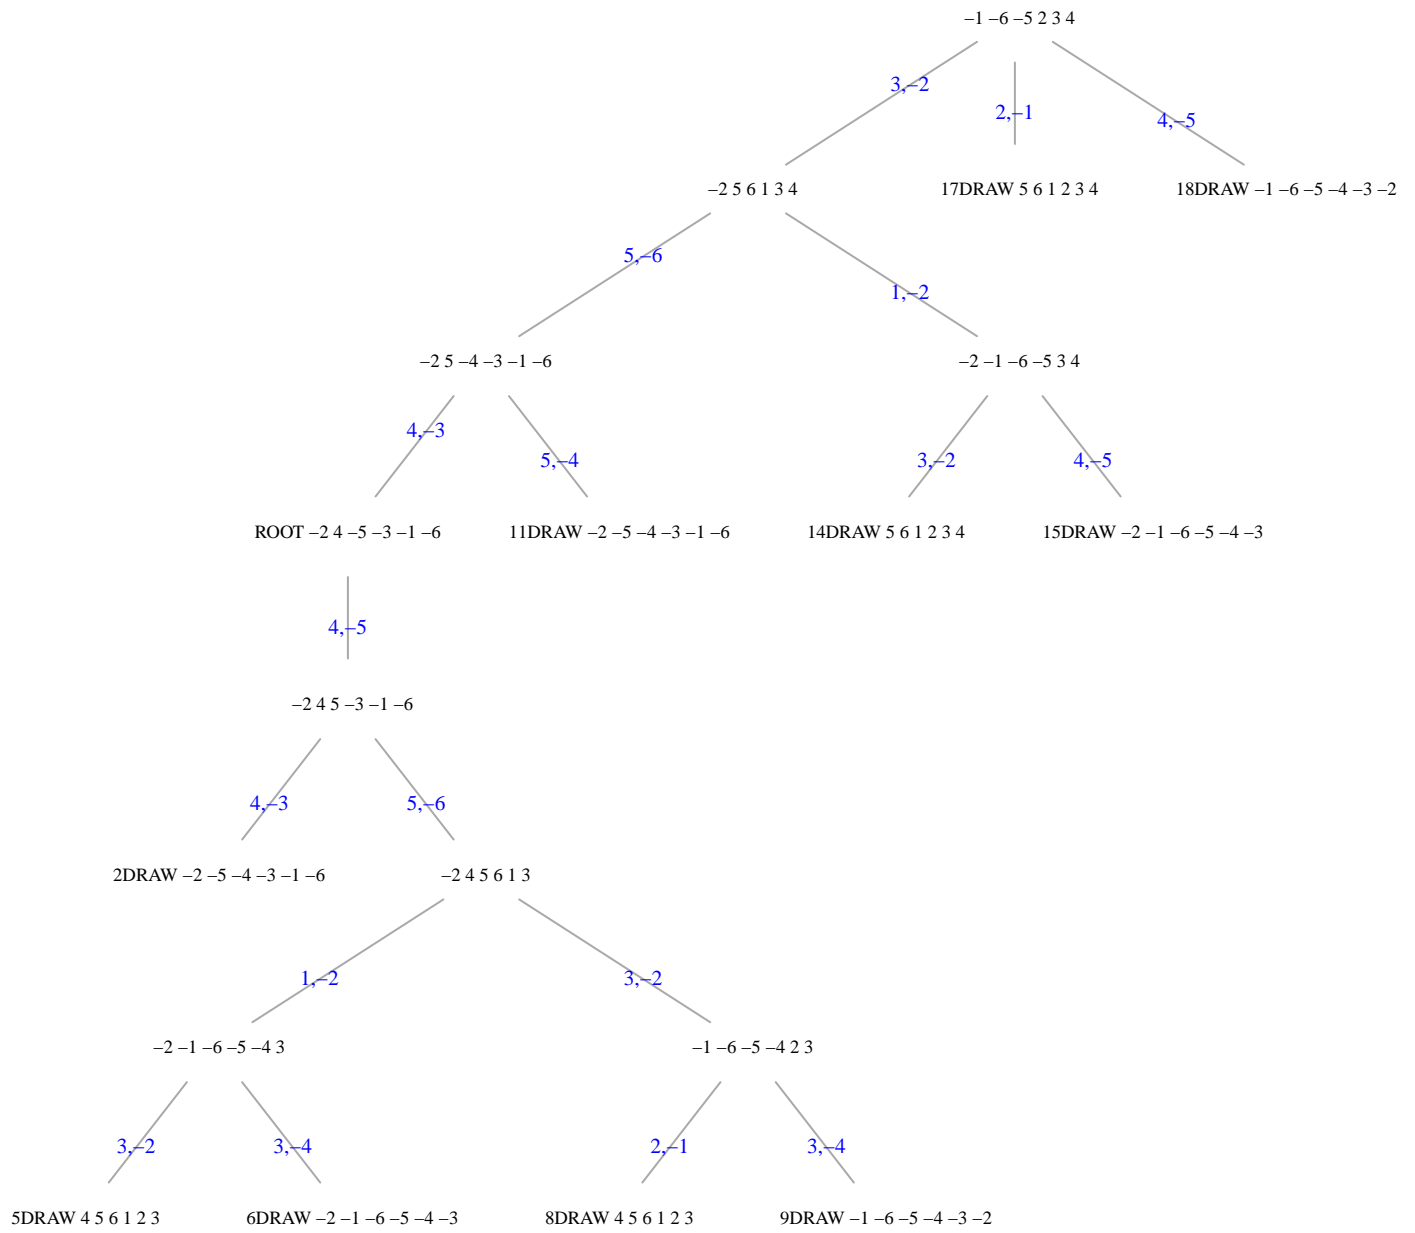 –1 –6 –5 2 3 4
3,–2
2,–1
4,–5
–2 5 6 1 3 4
17DRAW 5 6 1 2 3 4
18DRAW –1 –6 –5 –4 –3 –2
5,–6
1,–2
–2 5 –4 –3 –1 –6
–2 –1 –6 –5 3 4
4,–3
5,–4
3,–2
4,–5
ROOT –2 4 –5 –3 –1 –6
11DRAW –2 –5 –4 –3 –1 –6
14DRAW 5 6 1 2 3 4
15DRAW –2 –1 –6 –5 –4 –3
4,–5
–2 4 5 –3 –1 –6
4,–3
5,–6
2DRAW –2 –5 –4 –3 –1 –6
–2 4 5 6 1 3
1,–2
3,–2
–2 –1 –6 –5 –4 3
–1 –6 –5 –4 2 3
3,–2
3,–4
2,–1
3,–4
5DRAW 4 5 6 1 2 3
6DRAW –2 –1 –6 –5 –4 –3
8DRAW 4 5 6 1 2 3
9DRAW –1 –6 –5 –4 –3 –2